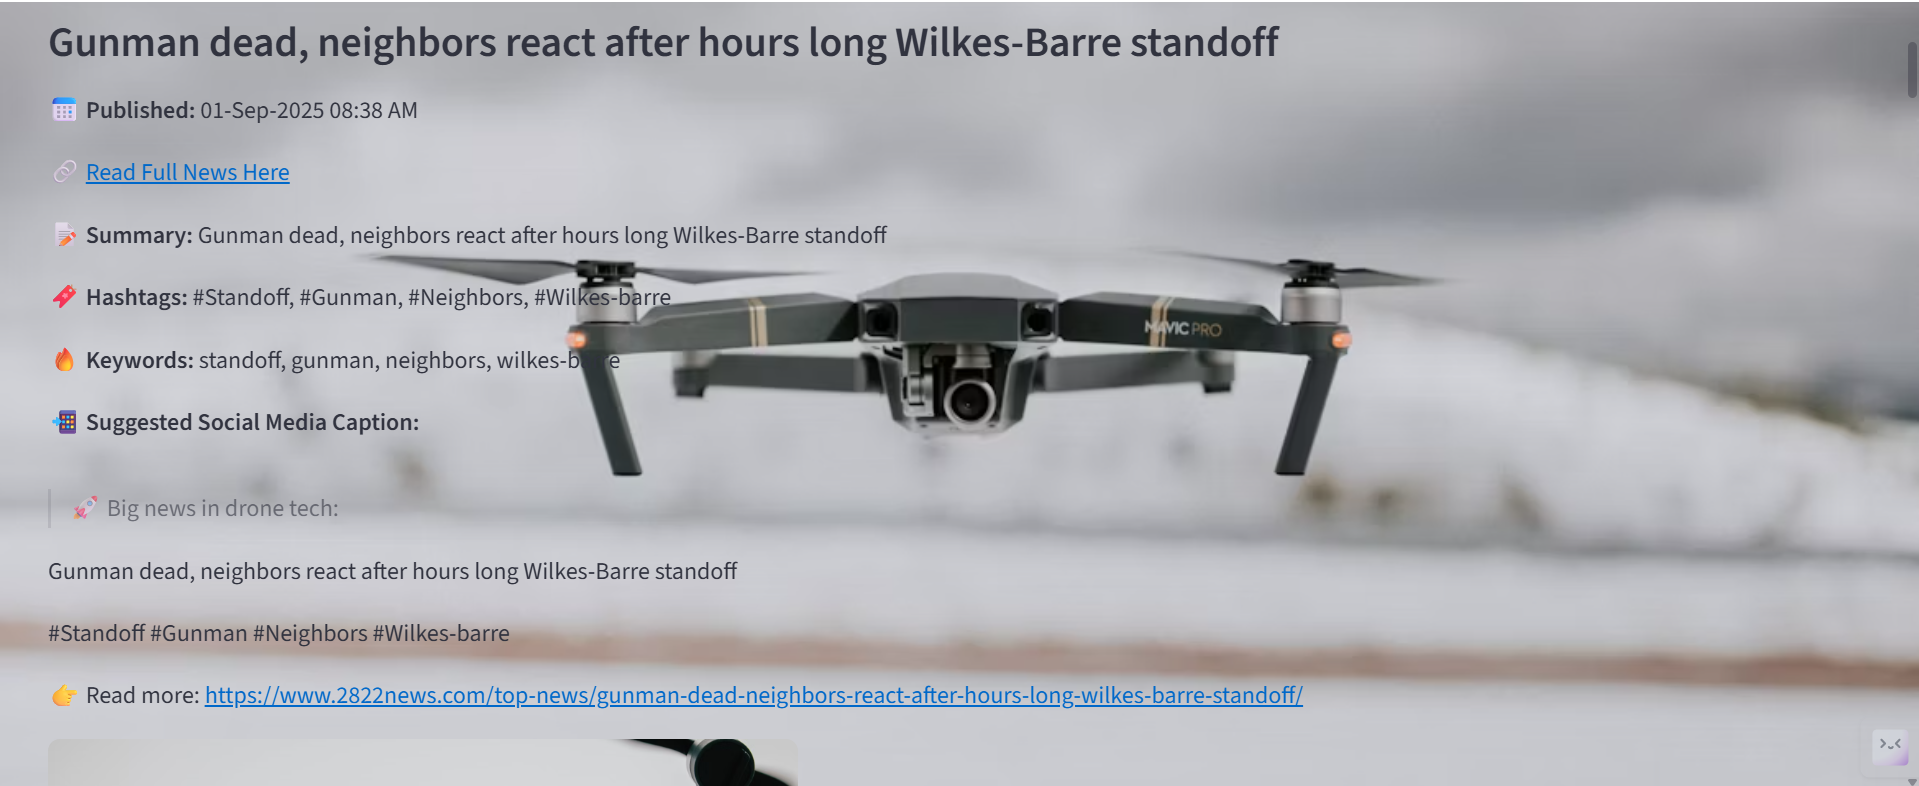 Gunman dead, neighbors react after hours long Wilkes-Barre standoff
Published: 01-Sep-2025 08:38 AM
Read Full News Here
Summary: Gunman dead, neighbors react after hours long Wilkes-Barre standoff
Hashtags: #Standoff, #Gunman, #Neighbors, #Wilkes-barre
MAVIC PRO
Keywords: standoff, gunman, neighbors, wilkes-barre
Suggested Social Media Caption:
Big news in drone tech:
Gunman dead, neighbors react after hours long Wilkes-Barre standoff
#Standoff #Gunman #Neighbors #Wilkes-barre
Read more: https://www.2822news.com/top-news/gunman-dead-neighbors-react-after-hours-long-wilkes-barre-standoff/